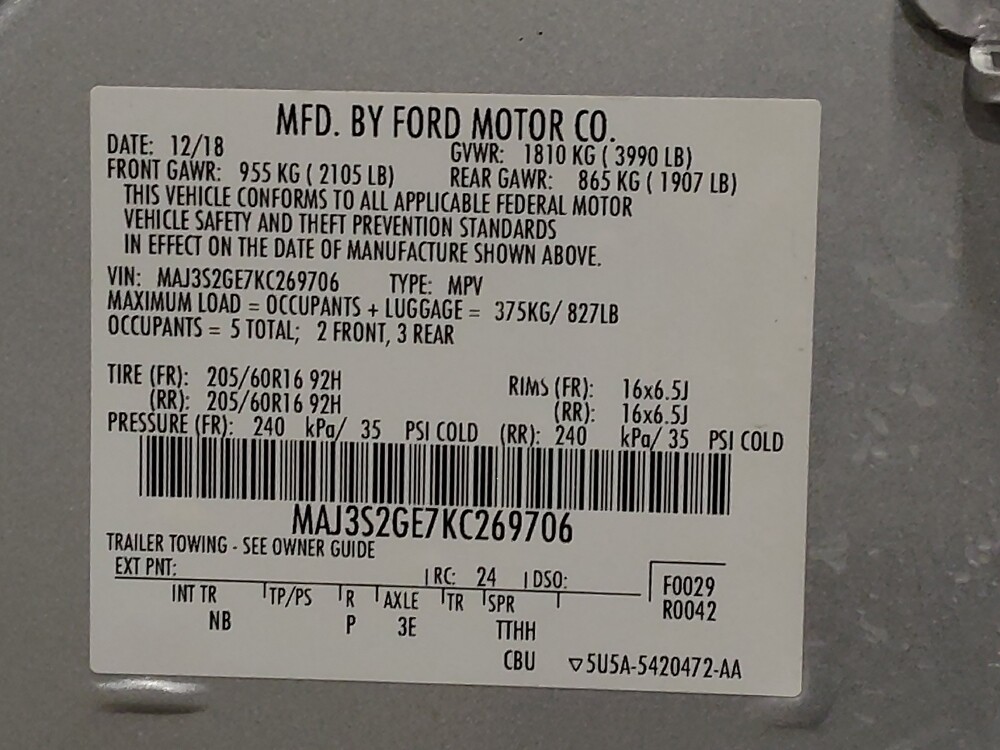 MFD. BY FORD MOTOR CO.
DATE: 12/18 GVWR: 1810 KG ( 3990 LB)
FRONT GAWR: 955 KG ( 2105 LB) REAR GAWR: 865 KG ( 1907 LB)
THIS VEHICLE CONFORMS TO ALL APPLICABLE FEDERAL MOTOR
VEHICLE SAFETY AND THEFT PREVENTION STANDARDS
IN EFFECT ON THE DATE OF MANUFACTURE SHOWN ABOVE.
VIN: MAJ3S2GE7KC269706 TYPE: MPV
MAXIMUM LOAD = OCCUPANTS + LUGGAGE = 375KG/ 827LB
OCCUPANTS = 5 TOTAL; 2 FRONT, 3 REAR
TIRE (FR): 205/60R16 92H RIMS (FR): 16x6.5J
(RR): 205/60R16 92H (RR): 16x6.5J
PRESSURE (FR): 240 kPa/ 35 PSI COLD (RR): 240 kPa/ 35 PSI COLD
MAJ3S2GE7KC269706
TRAILER TOWING - SEE OWNER GUIDE
EXT PNT: RC: 24 DSO: F0029
INT TR TP/PS R AXLE TR SPR R0042
NB P 3E TTHH
CBU ▽5U5A-5420472-AA